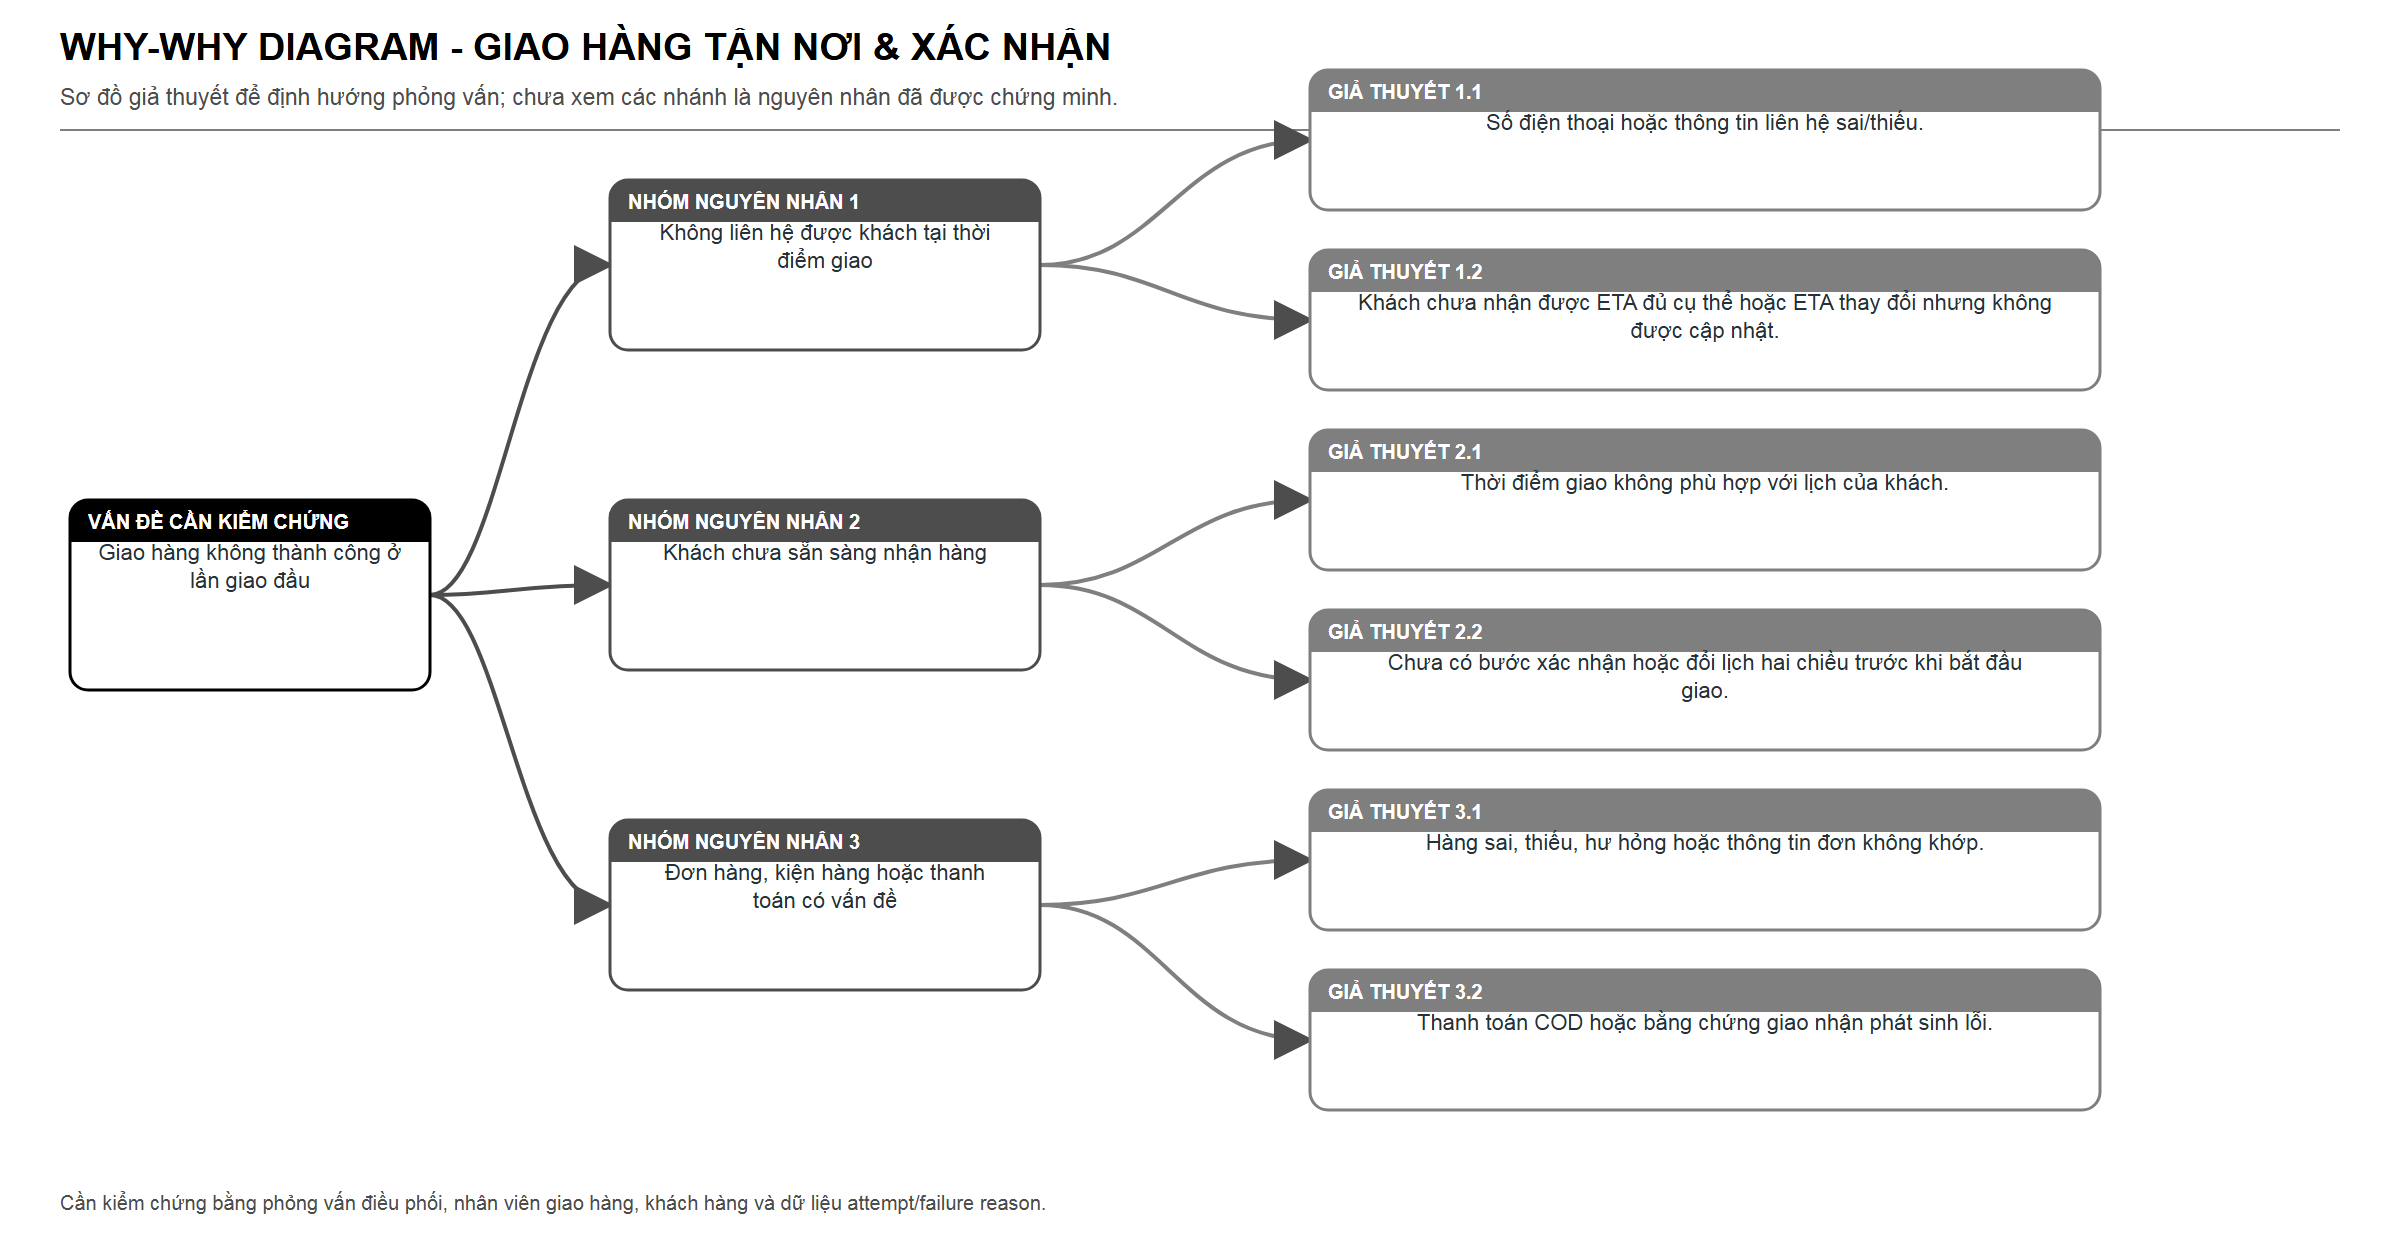 WHY-WHY DIAGRAM - GIAO HÀNG TẬN NƠI & XÁC NHẬN
Sơ đồ giả thuyết để định hướng phỏng vấn; chưa xem các nhánh là nguyên nhân đã được chứng minh.
VẤN ĐỀ CẦN KIỂM CHỨNG
Giao hàng không thành công ở
lần giao đầu
NHÓM NGUYÊN NHÂN 1
Không liên hệ được khách tại thời
điểm giao
NHÓM NGUYÊN NHÂN 2
Khách chưa sẵn sàng nhận hàng
NHÓM NGUYÊN NHÂN 3
Đơn hàng, kiện hàng hoặc thanh
toán có vấn đề
GIẢ THUYẾT 1.1
Số điện thoại hoặc thông tin liên hệ sai/thiếu.
GIẢ THUYẾT 1.2
Khách chưa nhận được ETA đủ cụ thể hoặc ETA thay đổi nhưng không
được cập nhật.
GIẢ THUYẾT 2.1
Thời điểm giao không phù hợp với lịch của khách.
GIẢ THUYẾT 2.2
Chưa có bước xác nhận hoặc đổi lịch hai chiều trước khi bắt đầu
giao.
GIẢ THUYẾT 3.1
Hàng sai, thiếu, hư hỏng hoặc thông tin đơn không khớp.
GIẢ THUYẾT 3.2
Thanh toán COD hoặc bằng chứng giao nhận phát sinh lỗi.
Cần kiểm chứng bằng phỏng vấn điều phối, nhân viên giao hàng, khách hàng và dữ liệu attempt/failure reason.